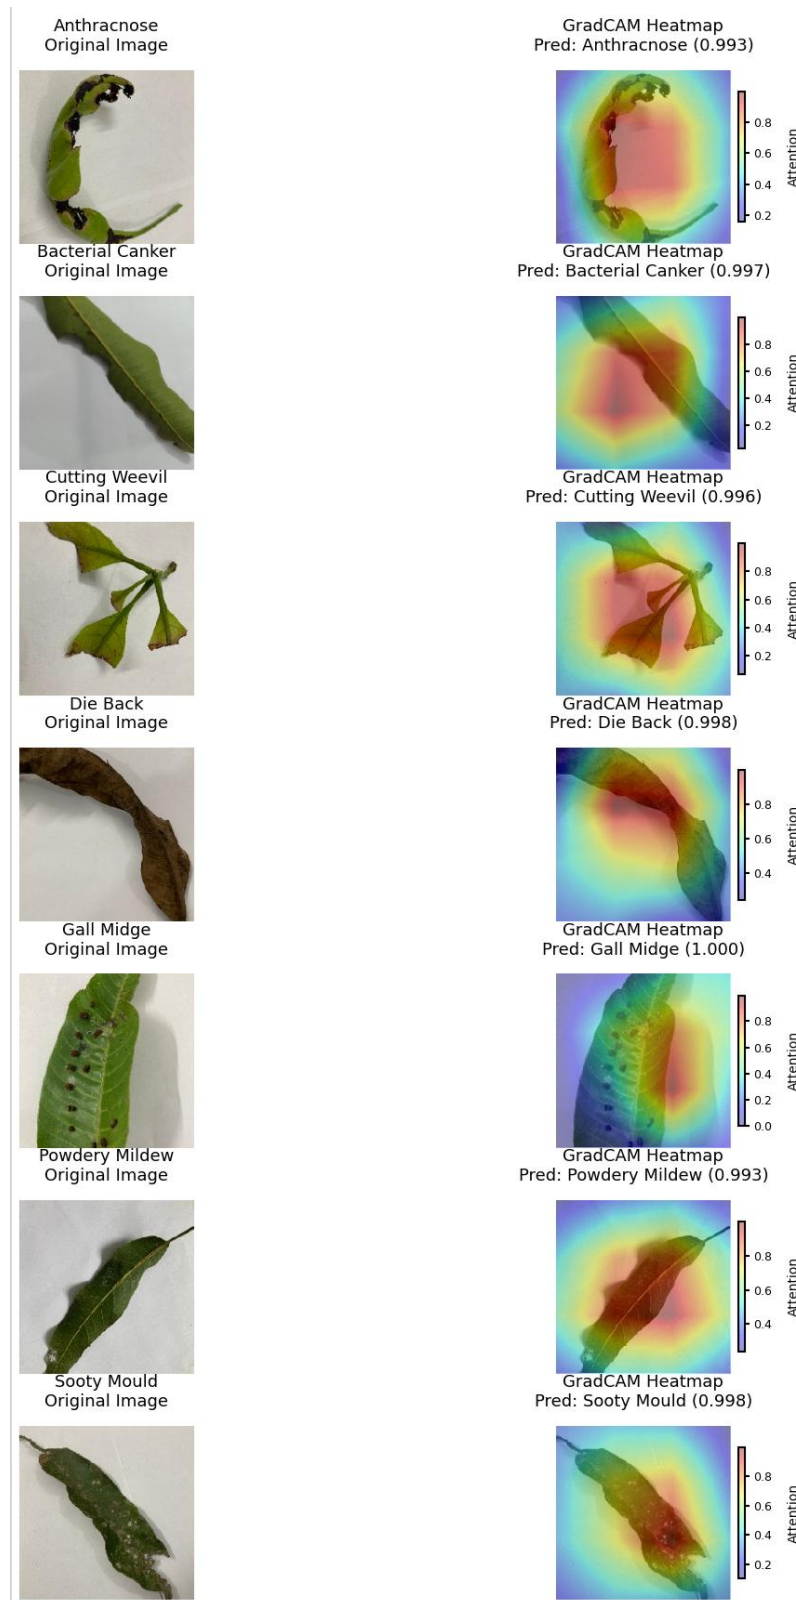 Anthracnose
Original Image
GradCAM Heatmap
Pred: Anthracnose (0.993)
0.8
0.6
0.4
0.2
Attention
Bacterial Canker
Original Image
GradCAM Heatmap
Pred: Bacterial Canker (0.997)
0.8
0.6
0.4
0.2
Attention
Cutting Weevil
Original Image
GradCAM Heatmap
Pred: Cutting Weevil (0.996)
0.8
0.6
0.4
0.2
Attention
Die Back
Original Image
GradCAM Heatmap
Pred: Die Back (0.998)
0.8
0.6
0.4
Attention
Gall Midge
Original Image
GradCAM Heatmap
Pred: Gall Midge (1.000)
0.8
0.6
0.4
0.2
0.0
Attention
Powdery Mildew
Original Image
GradCAM Heatmap
Pred: Powdery Mildew (0.993)
0.8
0.6
0.4
Attention
Sooty Mould
Original Image
GradCAM Heatmap
Pred: Sooty Mould (0.998)
0.8
0.6
0.4
0.2
Attention